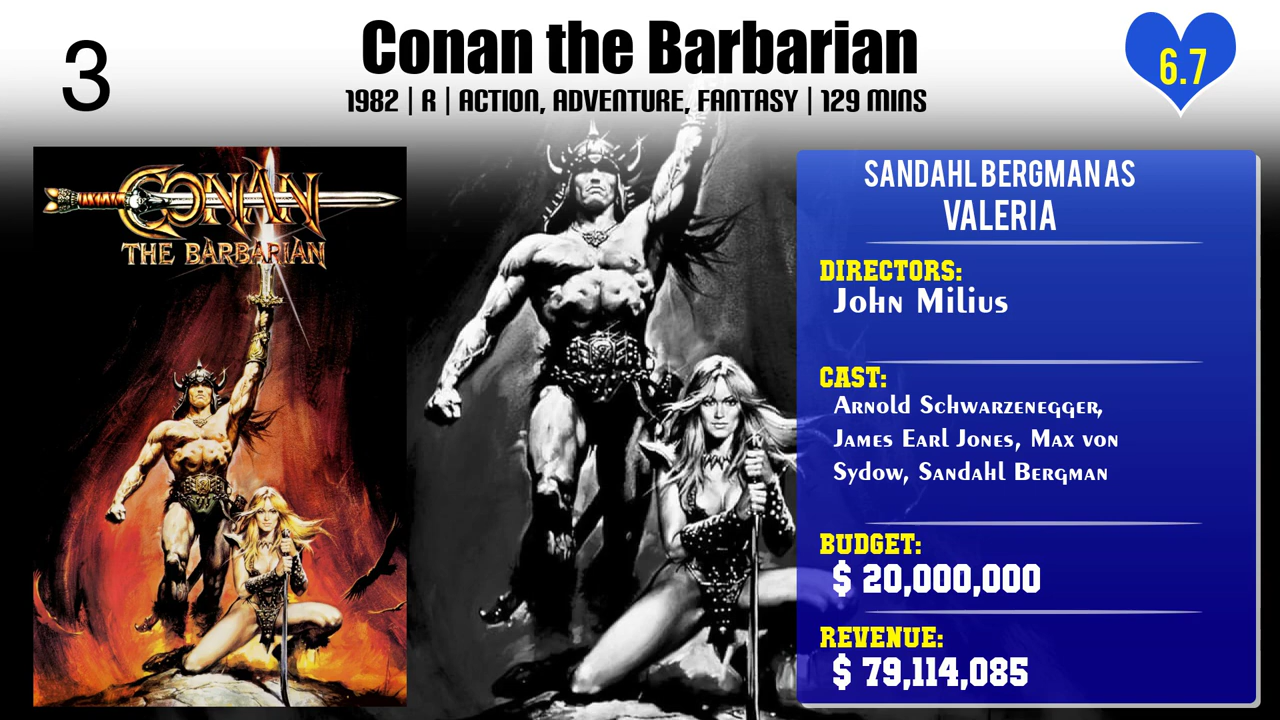 3
Conan the Barbarian
1982 | R | ACTION, ADVENTURE, FANTASY | 129 MINS
6.7
CONAN
THE BARBARIAN
SANDAHL BERGMAN AS
VALERIA
DIRECTORS:
John Milius
CAST:
Arnold Schwarzenegger,
James Earl Jones, Max von
Sydow, Sandahl Bergman
BUDGET:
$ 20,000,000
REVENUE:
$ 79,114,085